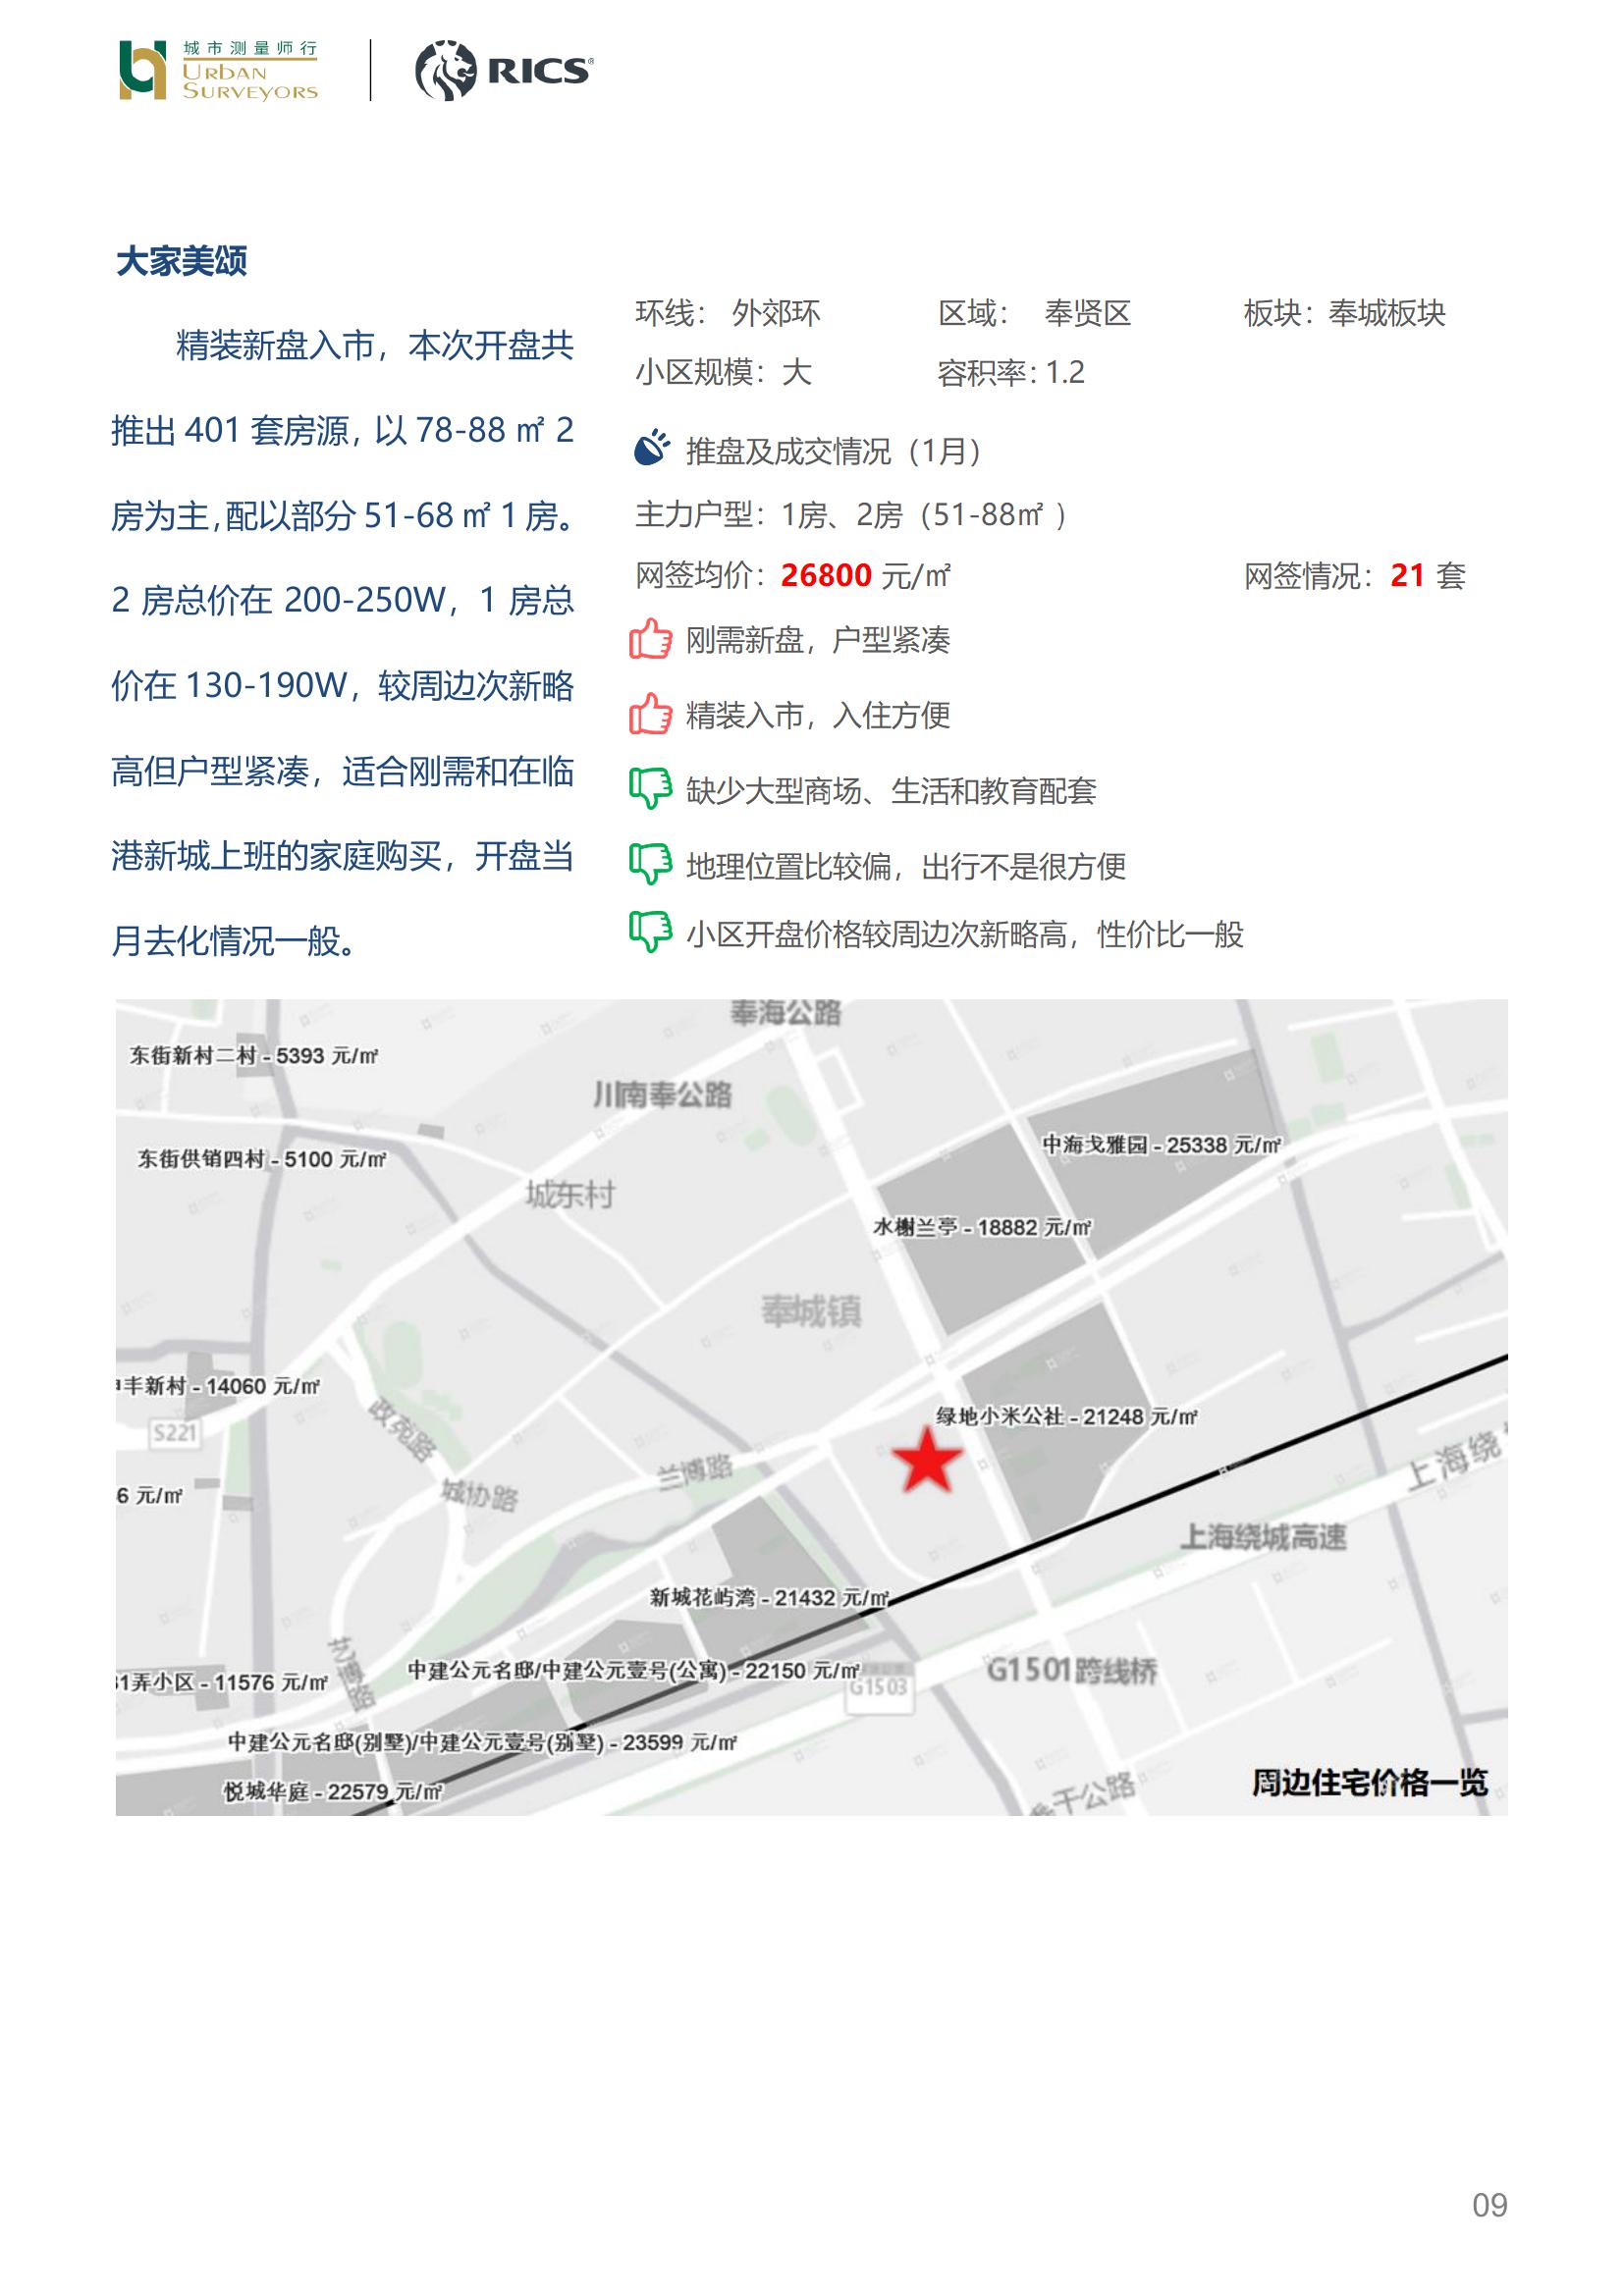 城市测量师行
URBAN
SURVEYORS
RICS
大家美颂
精装新盘入市，本次开盘共
推出 401 套房源，以 78-88 ㎡ 2
房为主，配以部分 51-68 ㎡ 1 房。
2 房总价在 200-250W，1 房总
价在 130-190W，较周边次新略
高但户型紧凑，适合刚需和在临
港新城上班的家庭购买，开盘当
月去化情况一般。
环线： 外郊环 区域： 奉贤区 板块：奉城板块
小区规模：大 容积率：1.2
推盘及成交情况（1月）
主力户型：1房、2房（51-88㎡ ）
网签均价：26800 元/㎡ 网签情况：21 套
刚需新盘，户型紧凑
精装入市，入住方便
缺少大型商场、生活和教育配套
地理位置比较偏，出行不是很方便
小区开盘价格较周边次新略高，性价比一般
奉海公路
东街新村二村 - 5393 元/㎡
川南奉公路
中海戈雅园 - 25338 元/㎡
东街供销四村 - 5100 元/㎡
城东村
水榭兰亭 - 18882 元/㎡
奉城镇
丰新村 - 14060 元/㎡
政苑路
绿地小米公社 - 21248 元/㎡
S221
上海绕
兰博路
城协路
6 元/㎡
上海绕城高速
新城花屿湾 - 21432 元/㎡
中建公元名邸/中建公元壹号(公寓) - 22150 元/㎡
G1501跨线桥
1弄小区 - 11576 元/㎡
G1503
中建公元名邸(别墅)/中建公元壹号(别墅) - 23599 元/㎡
悦城华庭 - 22579 元/㎡
干公路
周边住宅价格一览
09